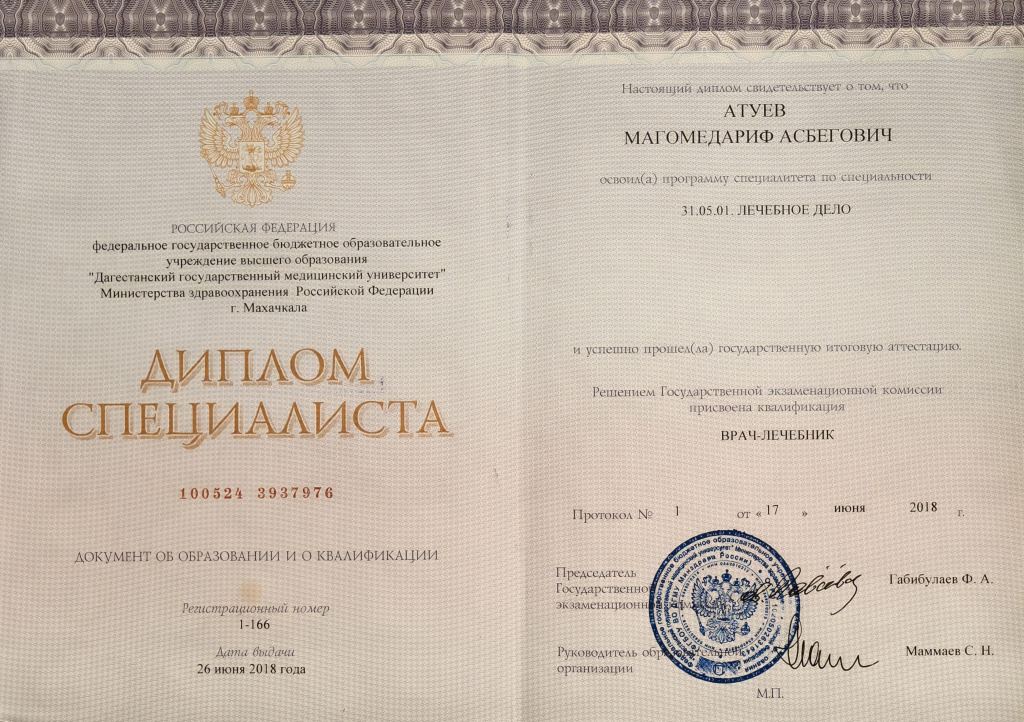 РОССИЙСКАЯ ФЕДЕРАЦИЯ
федеральное государственное бюджетное образовательное
учреждение высшего образования
"Дагестанский государственный медицинский университет"
Министерства здравоохранения Российской Федерации
г. Махачкала
ДИПЛОМ
СПЕЦИАЛИСТА
100524 3937976
ДОКУМЕНТ ОБ ОБРАЗОВАНИИ И О КВАЛИФИКАЦИИ
Регистрационный номер
1-166
Дата выдачи
26 июня 2018 года
Настоящий диплом свидетельствует о том, что
АТУЕВ
МАГОМЕДАРИФ АСБЕГОВИЧ
освоил(а) программу специалитета по специальности
31.05.01. ЛЕЧЕБНОЕ ДЕЛО
и успешно прошел(ла) государственную итоговую аттестацию.
Решением Государственной экзаменационной комиссии
присвоена квалификация
ВРАЧ-ЛЕЧЕБНИК
Протокол № 1 от « 17 » июня 2018 г.
Председатель
Государственной
экзаменационной
Габибулаев Ф. А.
Руководитель образовательной
организации
Маммаев С. Н.
М.П.